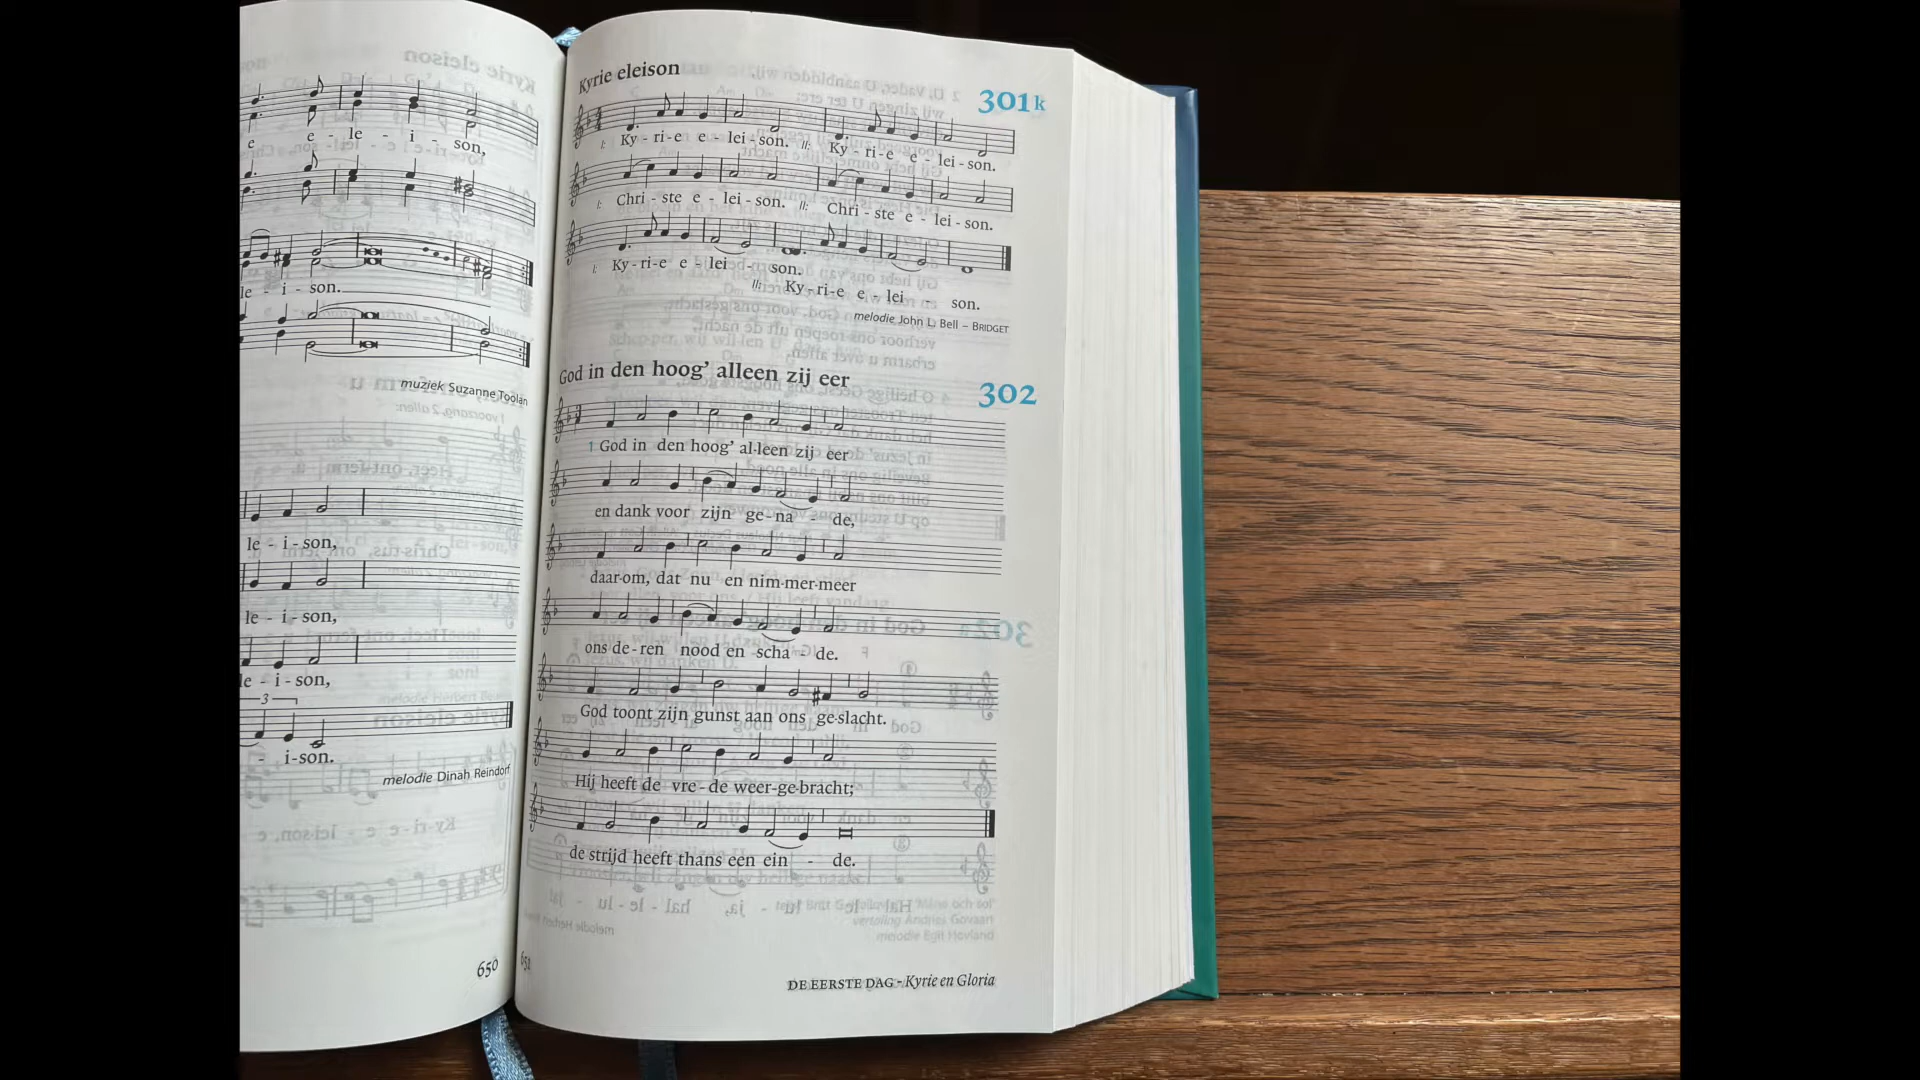 e
e - le - i - son,
le - i - son.
muziek Suzanne Toolan
le - i - son,
le - i - son,
le - i - son,
3
- i-son.
melodie Dinah Reindorf
650
Kyrie eleison
301k
I: Ky - ri - e e - lei - son. II: Ky - ri - e e - lei - son.
I: Chri - ste e - lei - son. II: Chri - ste e - lei - son.
I: Ky - ri - e e - lei - son.
II: Ky - ri - e e - lei - son.
melodie John L. Bell – BRIDGET
God in den hoog’ alleen zij eer
302
1 God in den hoog’ al-leen zij eer
en dank voor zijn ge-na - de,
daar-om, dat nu en nim-mer-meer
ons de-ren nood en scha - de.
God toont zijn gunst aan ons ge-slacht.
Hij heeft de vre - de weer-ge-bracht;
de strijd heeft thans een ein - de.
DE EERSTE DAG - Kyrie en Gloria